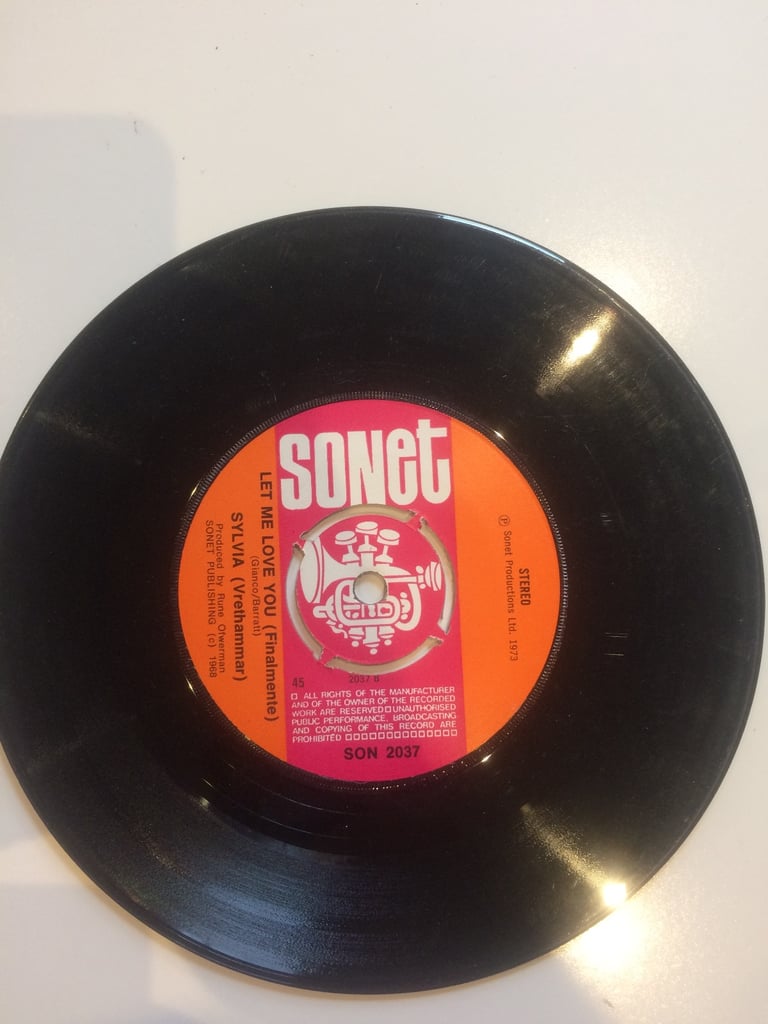 SONet
LET ME LOVE YOU (Finalmente)
(Gianco/Barratt)
SYLVIA (Vrethammar)
Produced by Rune Ofwerman
SONET PUBLISHING (c) 1968
STEREO
Ⓟ Sonet Productions Ltd. 1973
45
2037 B
□ ALL RIGHTS OF THE MANUFACTURER
AND OF THE OWNER OF THE RECORDED
WORK ARE RESERVED □ UNAUTHORISED
PUBLIC PERFORMANCE, BROADCASTING
AND COPYING OF THIS RECORD ARE
PROHIBITED □□□□□□□□□□□□□
SON 2037